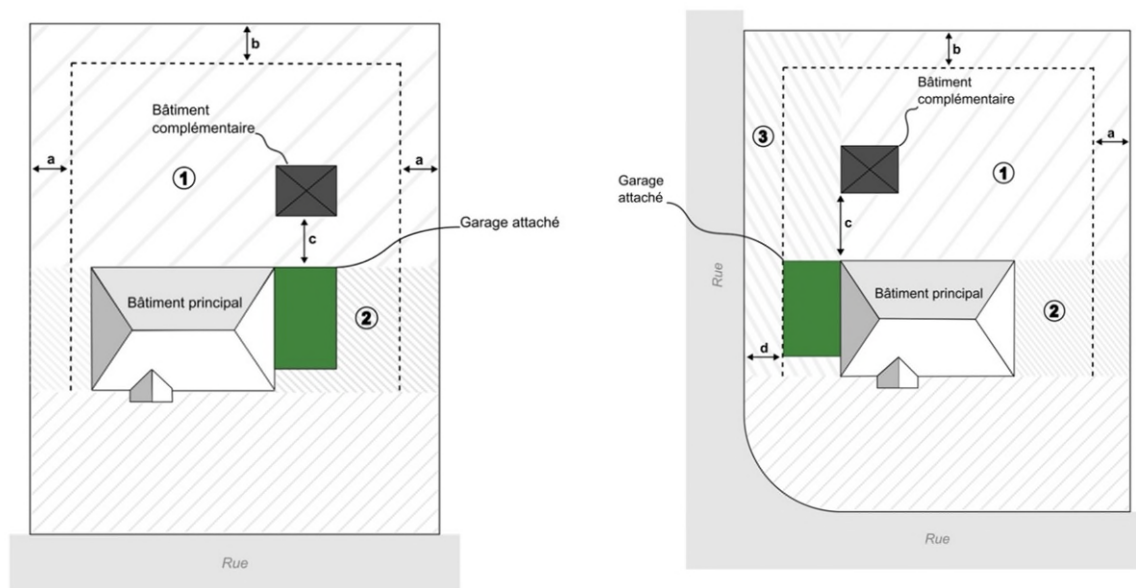 b
Bâtiment
complémentaire
a
a
1
c
Garage attaché
Bâtiment principal
2
Rue
b
Bâtiment
complémentaire
3
a
1
Garage
attaché
c
Rue
Bâtiment principal
2
d
Rue